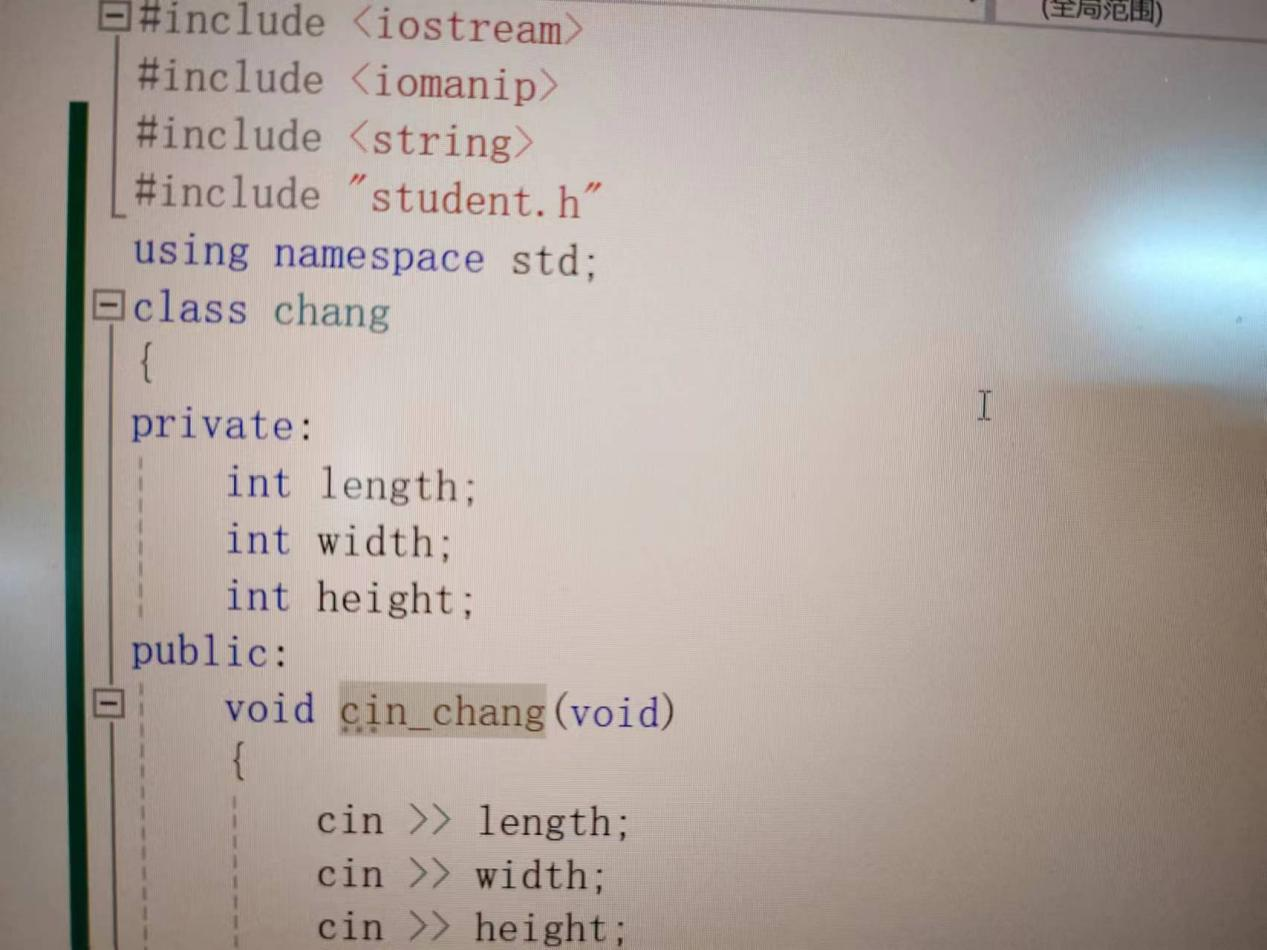 (全局范围)
#include <iostream>
#include <iomanip>
#include <string>
#include "student.h"
using namespace std;
class chang
{
private:
int length;
int width;
int height;
public:
void cin_chang(void)
{
cin >> length;
cin >> width;
cin >> height;